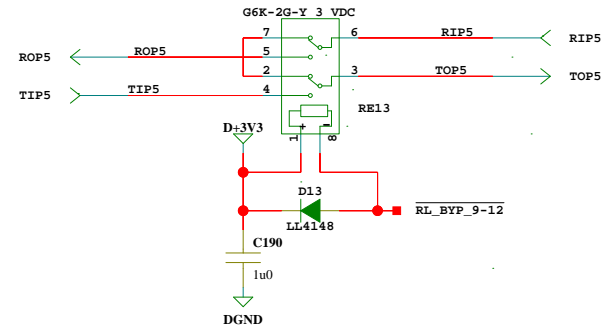 G6K-2G-Y 3 VDC
7
6
RIP5
RIP5
ROP5
ROP5
5
2
3
TOP5
TOP5
TIP5
TIP5
4
RE13
+
-
D+3V3
1
8
D13
LL4148
RL_BYP_9-12
C190
1u0
DGND